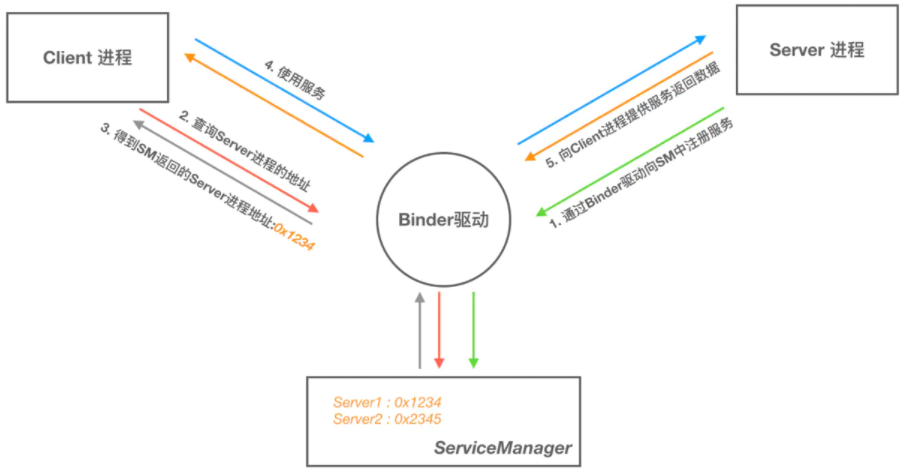 Client 进程
Server 进程
4. 使用服务
2. 查询Server进程的地址
3. 得到SM返回的Server进程地址:0x1234
5. 向Client进程提供服务返回数据
1. 通过Binder驱动向SM中注册服务
Binder驱动
Server1 : 0x1234
Server2 : 0x2345
ServiceManager